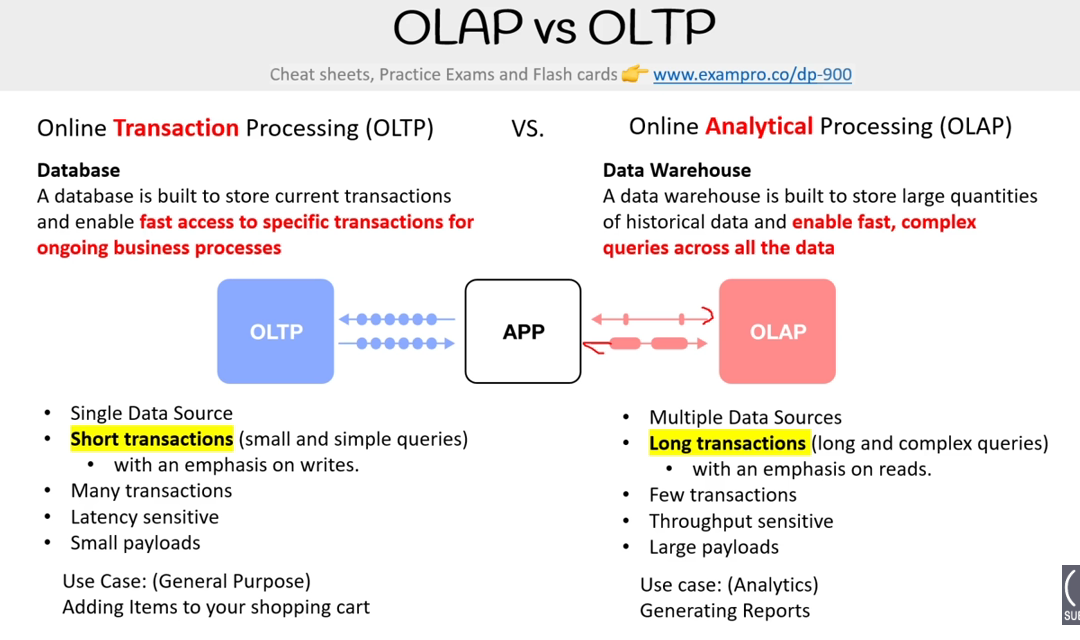 OLAP vs OLTP
Cheat sheets, Practice Exams and Flash cards 👉 www.exampro.co/dp-900
Online Transaction Processing (OLTP)
VS.
Online Analytical Processing (OLAP)
Database
A database is built to store current transactions
and enable fast access to specific transactions for
ongoing business processes
Data Warehouse
A data warehouse is built to store large quantities
of historical data and enable fast, complex
queries across all the data
OLTP
APP
OLAP
• Single Data Source
• Short transactions (small and simple queries)
• with an emphasis on writes.
• Many transactions
• Latency sensitive
• Small payloads
Use Case: (General Purpose)
Adding Items to your shopping cart
• Multiple Data Sources
• Long transactions (long and complex queries)
• with an emphasis on reads.
• Few transactions
• Throughput sensitive
• Large payloads
Use case: (Analytics)
Generating Reports